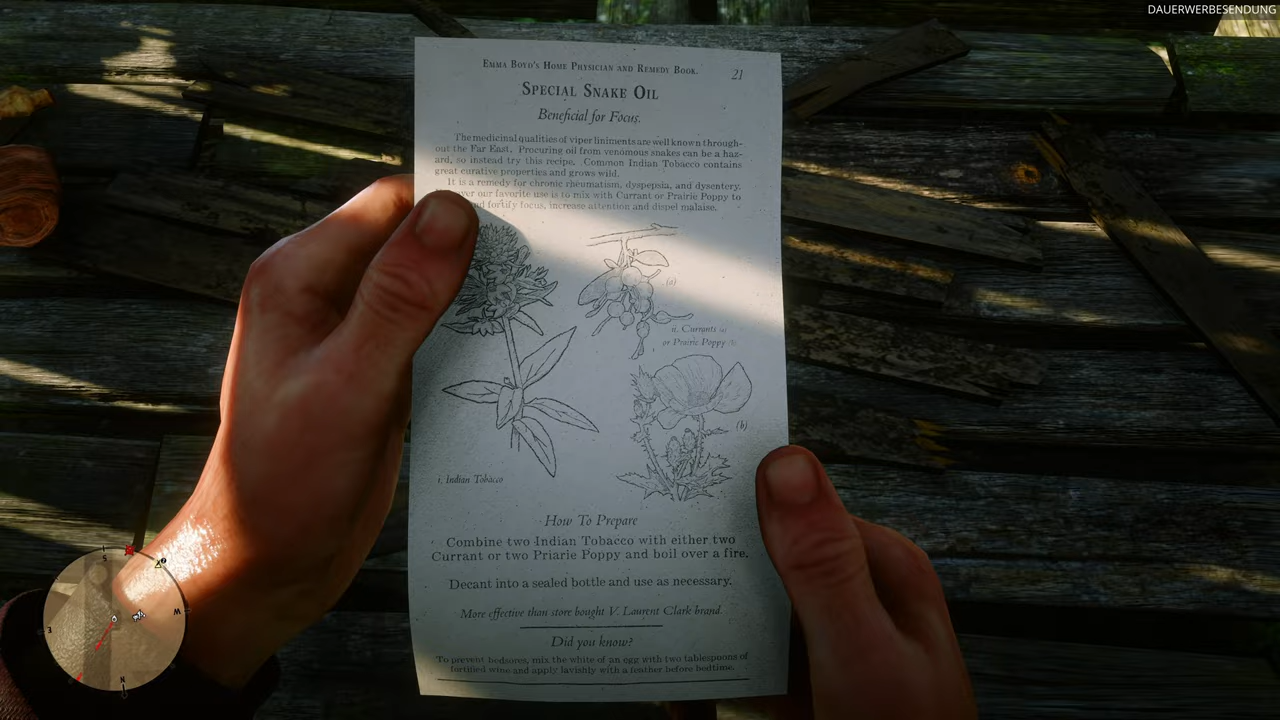 DAUERWERBESENDUNG
Emma Boyd's Home Physician and Remedy Book.
21
Special Snake Oil
Beneficial for Focus.
The medicinal qualities of viper liniments are well known through-
out the Far East. Procuring oil from venomous snakes can be a haz-
ard, so instead try this recipe. Common Indian Tobacco contains
great curative properties and grows wild.
It is a remedy for chronic rheumatism, dyspepsia, and dysentery.
our favorite use is to mix with Currant or Prairie Poppy to
fortify focus, increase attention and dispel malaise.
(a)
ii. Currants (a)
or Prairie Poppy (b)
(b)
i. Indian Tobacco
How To Prepare
Combine two Indian Tobacco with either two
Currant or two Priarie Poppy and boil over a fire.
Decant into a sealed bottle and use as necessary.
More effective than store bought V. Laurent Clark brand.
Did you know?
To prevent bedsores, mix the white of an egg with two tablespoons of
fortified wine and apply lavishly with a feather before bedtime.
S
W
E
N